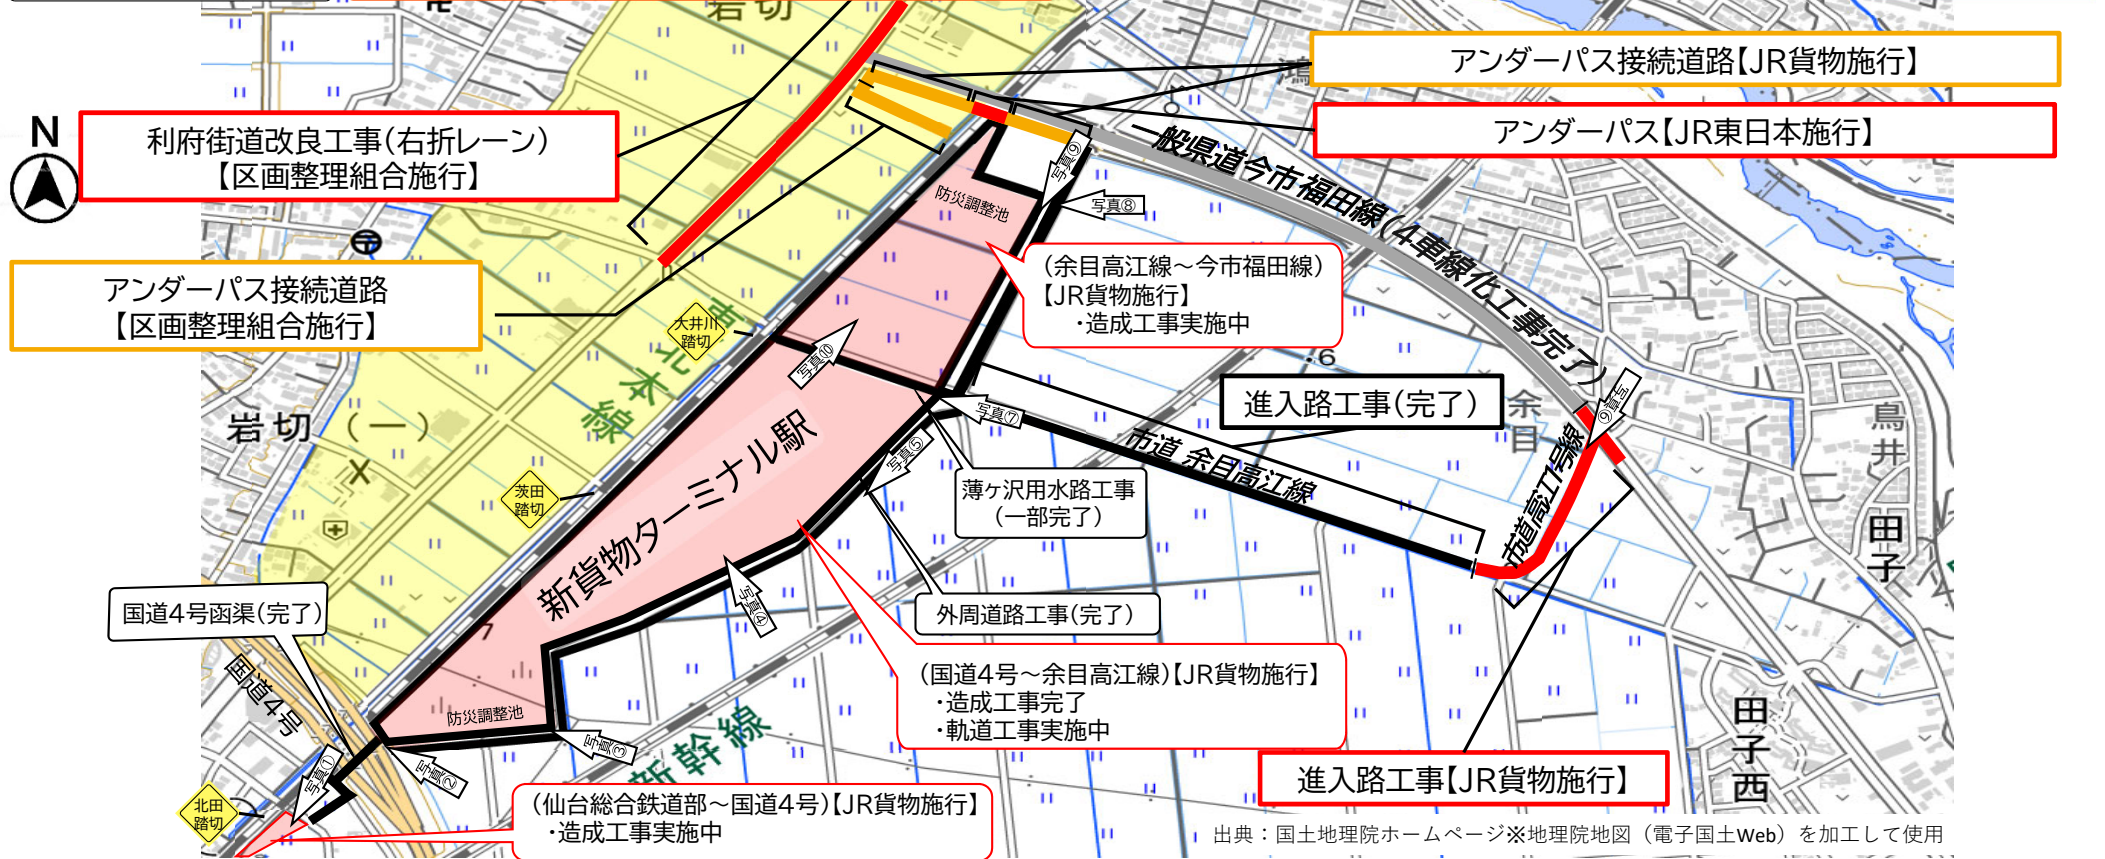 岩切
アンダーパス接続道路【JR貨物施行】
アンダーパス【JR東日本施行】
N
利府街道改良工事(右折レーン)
【区画整理組合施行】
アンダーパス接続道路
【区画整理組合施行】
一般県道今市福田線(4車線化工事完了)
写真⑨
写真⑧
防災調整池
(余目高江線～今市福田線)
【JR貨物施行】
・造成工事実施中
大井川
踏切
東北本線
写真⑩
6
進入路工事(完了)
余目
写真⑥
鳥井
岩切(一)
写真⑦
写真⑤
市道 余目高江線
市道高江1号線
新貨物ターミナル駅
茨田
踏切
薄ヶ沢用水路工事
(一部完了)
田子
国道4号函渠(完了)
7
写真④
外周道路工事(完了)
国道4号
(国道4号～余目高江線)【JR貨物施行】
・造成工事完了
・軌道工事実施中
防災調整池
田子西
写真①
写真②
写真③
新幹線
進入路工事【JR貨物施行】
北田
踏切
(仙台総合鉄道部～国道4号)【JR貨物施行】
・造成工事実施中
出典：国土地理院ホームページ※地理院地図（電子国土Web）を加工して使用